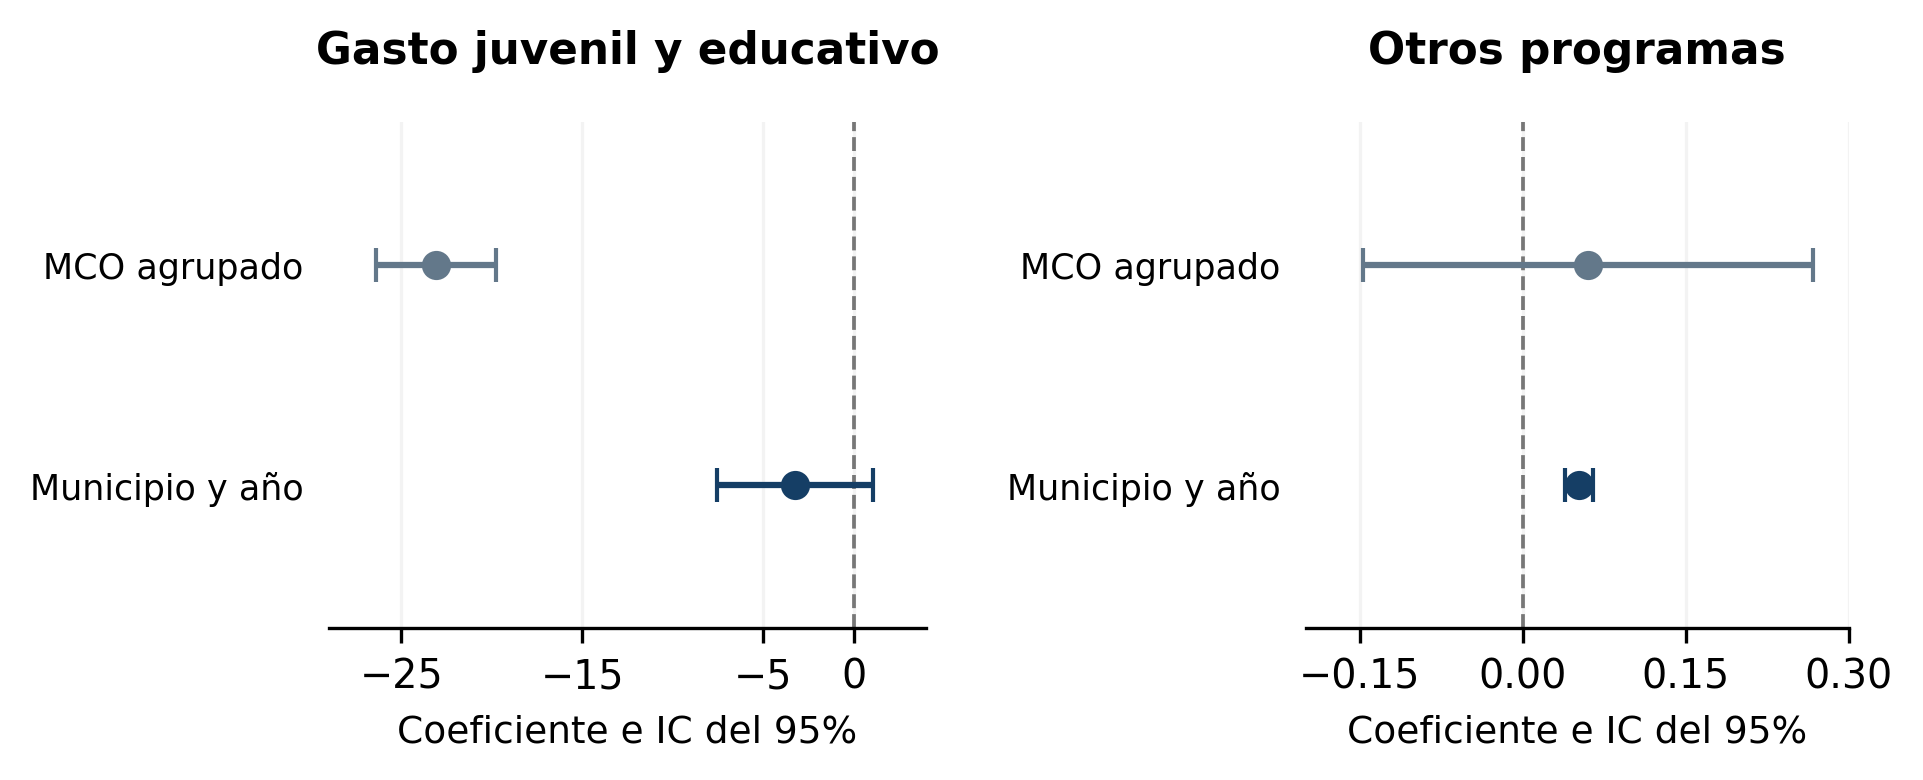 Gasto juvenil y educativo
MCO agrupado
Municipio y año
−25 −15 −5 0
Coeficiente e IC del 95%
Otros programas
MCO agrupado
Municipio y año
−0.15 0.00 0.15 0.30
Coeficiente e IC del 95%